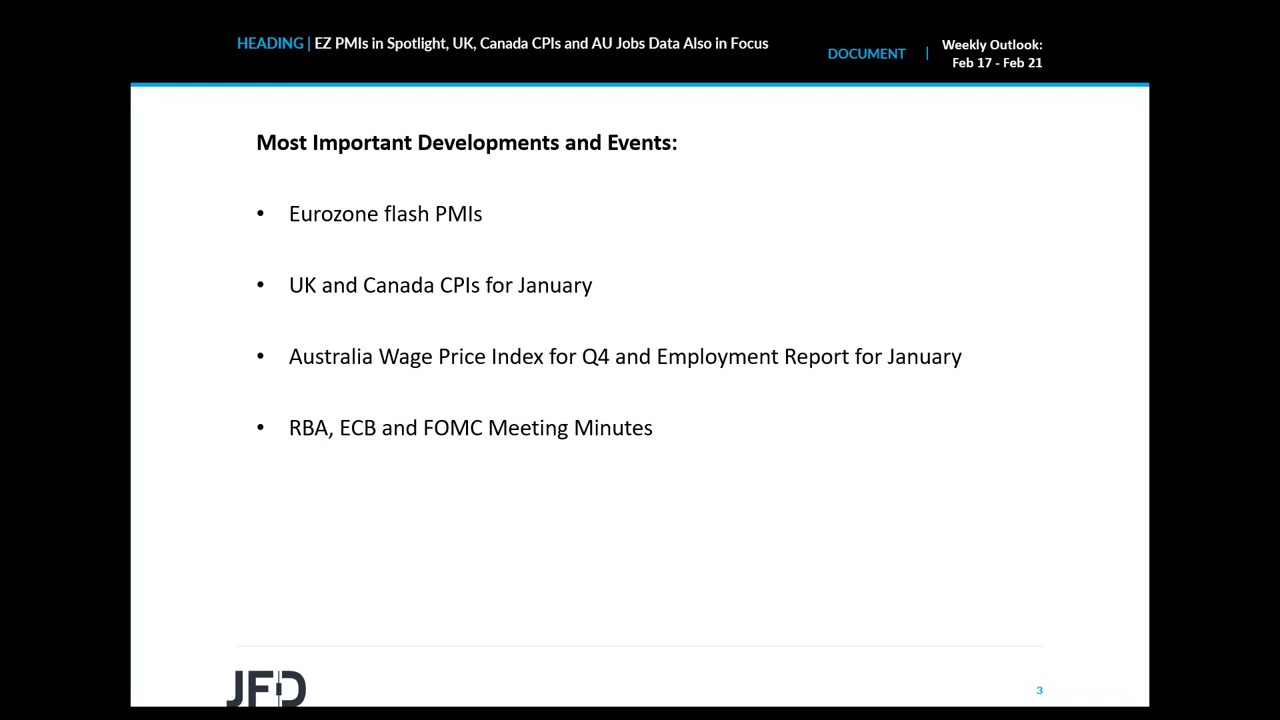 HEADING | EZ PMIs in Spotlight, UK, Canada CPIs and AU Jobs Data Also in Focus
DOCUMENT | Weekly Outlook:
Feb 17 - Feb 21
Most Important Developments and Events:
• Eurozone flash PMIs
• UK and Canada CPIs for January
• Australia Wage Price Index for Q4 and Employment Report for January
• RBA, ECB and FOMC Meeting Minutes
JFD
3